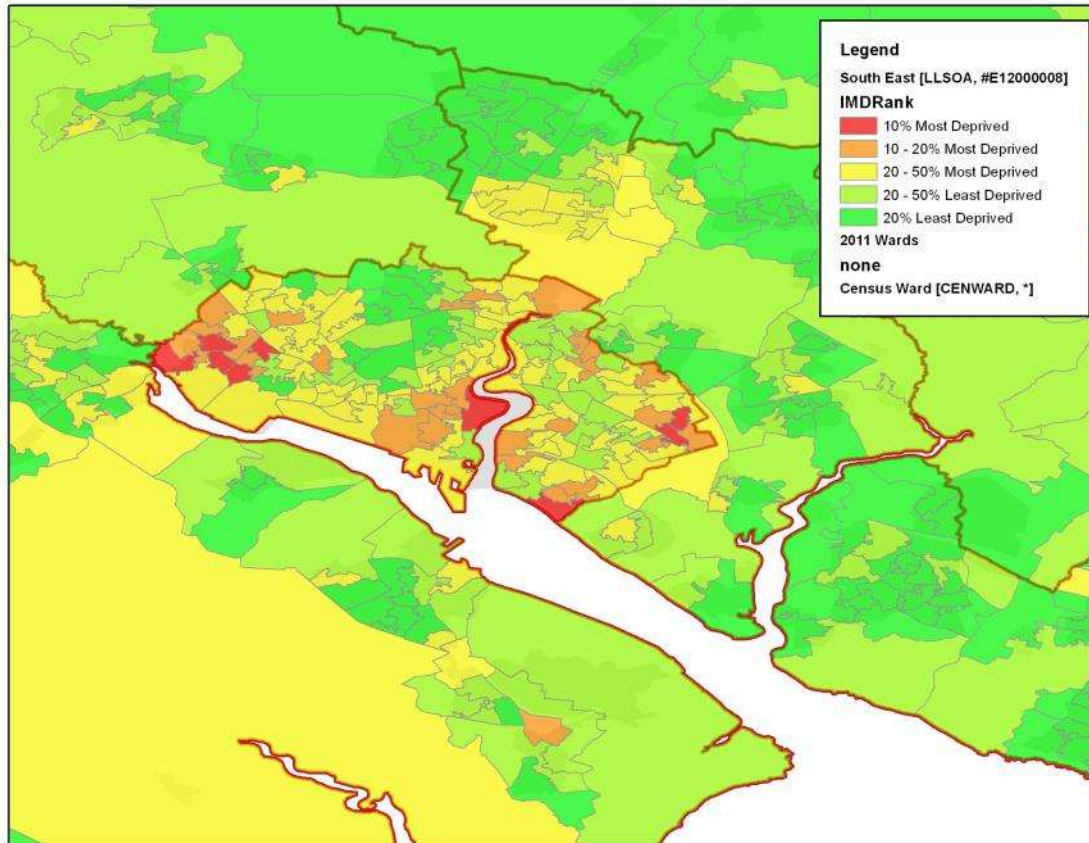 Legend
South East [LLSOA, #E12000008]
IMDRank
10% Most Deprived
10 - 20% Most Deprived
20 - 50% Most Deprived
20 - 50% Least Deprived
20% Least Deprived
2011 Wards
none
Census Ward [CENWARD, *]